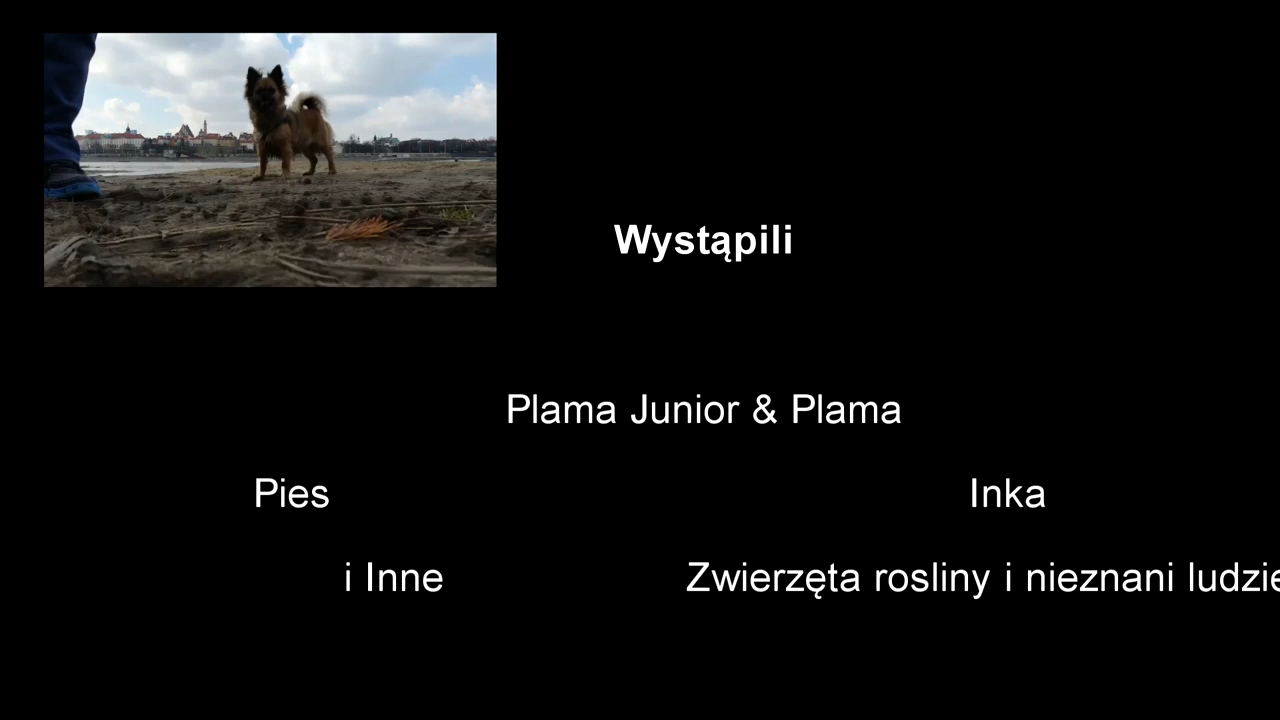 Wystąpili
Plama Junior & Plama
Pies Inka
i Inne Zwierzęta rosliny i nieznani ludzie